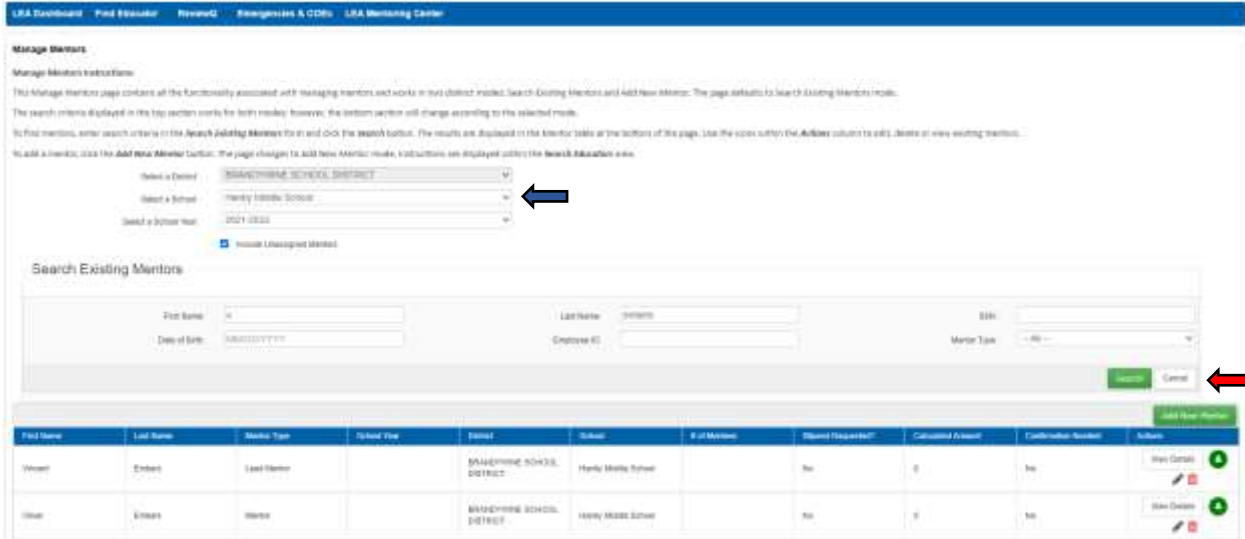 LEA Dashboard Find Educator Emergencies & COEs LEA Mentoring Center
Manage Mentors
Manage Mentors Instructions
This Manage Mentors page contains all the functionality associated with managing mentors and works in two distinct modes: Search Existing Mentors and Add New Mentor. The page defaults to Search Existing Mentors mode.
The search criteria displayed in the top section works for both modes; however, the bottom section will change according to the selected mode.
To find mentors, enter search criteria in the Search Existing Mentors form and click the Search button. The results are displayed in the Mentor table at the bottom of the page. Use the icons within the Actions column to edit, delete or view existing mentors.
To add a mentor, click the Add New Mentor button. The page changes to Add New Mentor mode, instructions are displayed within the Search Educators area.
Select a District BRANDYWINE SCHOOL DISTRICT
Select a School Middle School
Select a School Year 2021-2022
Include Unassigned Mentors
Search Existing Mentors
First Name Last Name SSN
Date of Birth MM/DD/YYYY Employee ID Mentor Type -- All --
Search Cancel
Add New Mentor
First Name Last Name Mentor Type School Year District School # of Mentees Stipend Requested? Calculated Amount Confirmation Needed Actions
Vincent Embers Lead Mentor BRANDYWINE SCHOOL DISTRICT Middle School No 0 No View Details
Embers Mentor BRANDYWINE SCHOOL DISTRICT Middle School No No View Details